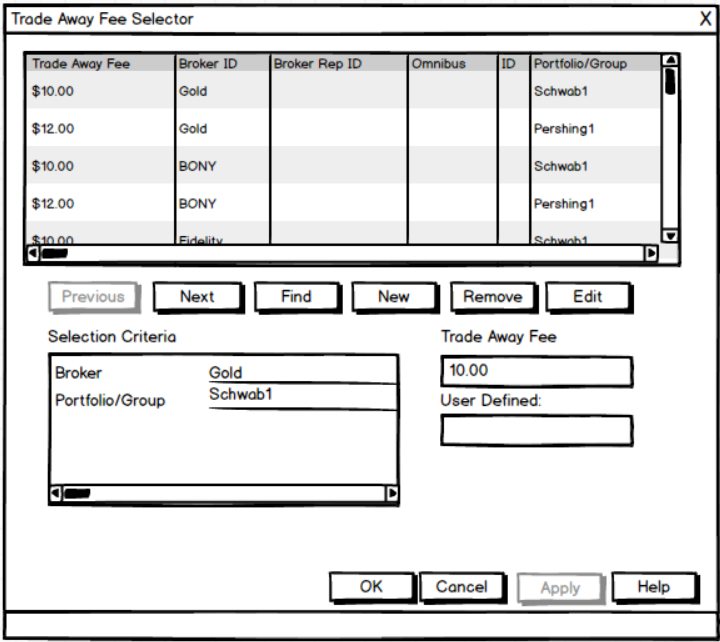 Trade Away Fee Selector X
Trade Away Fee Broker ID Broker Rep ID Omnibus ID Portfolio/Group
$10.00 Gold Schwab1
$12.00 Gold Pershing1
$10.00 BONY Schwab1
$12.00 BONY Pershing1
$10.00 Fidelity Schwab1
Previous Next Find New Remove Edit
Selection Criteria Trade Away Fee
Broker Gold 10.00
Portfolio/Group Schwab1 User Defined:
OK Cancel Apply Help